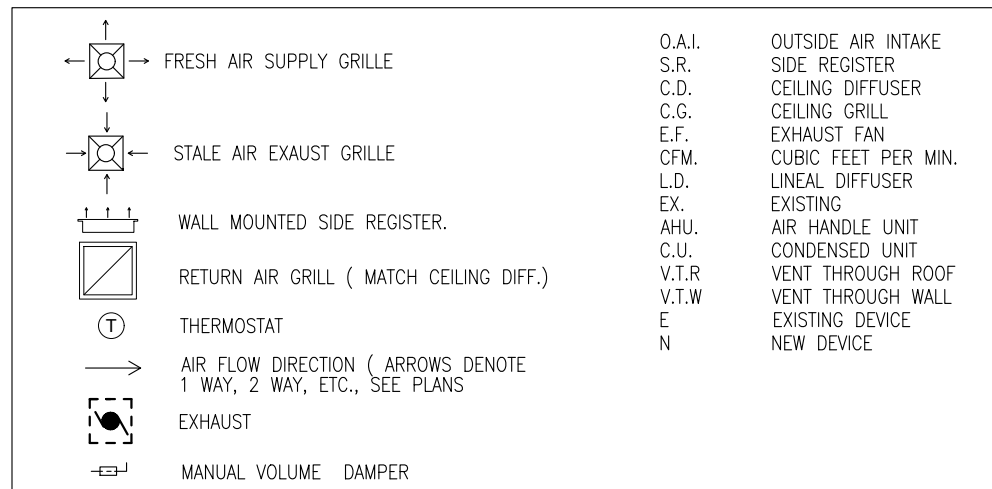 FRESH AIR SUPPLY GRILLE
STALE AIR EXAUST GRILLE
WALL MOUNTED SIDE REGISTER.
RETURN AIR GRILL ( MATCH CEILING DIFF.)
T
THERMOSTAT
AIR FLOW DIRECTION ( ARROWS DENOTE
1 WAY, 2 WAY, ETC., SEE PLANS
EXHAUST
MANUAL VOLUME DAMPER
O.A.I. OUTSIDE AIR INTAKE
S.R. SIDE REGISTER
C.D. CEILING DIFFUSER
C.G. CEILING GRILL
E.F. EXHAUST FAN
CFM. CUBIC FEET PER MIN.
L.D. LINEAL DIFFUSER
EX. EXISTING
AHU. AIR HANDLE UNIT
C.U. CONDENSED UNIT
V.T.R VENT THROUGH ROOF
V.T.W VENT THROUGH WALL
E EXISTING DEVICE
N NEW DEVICE